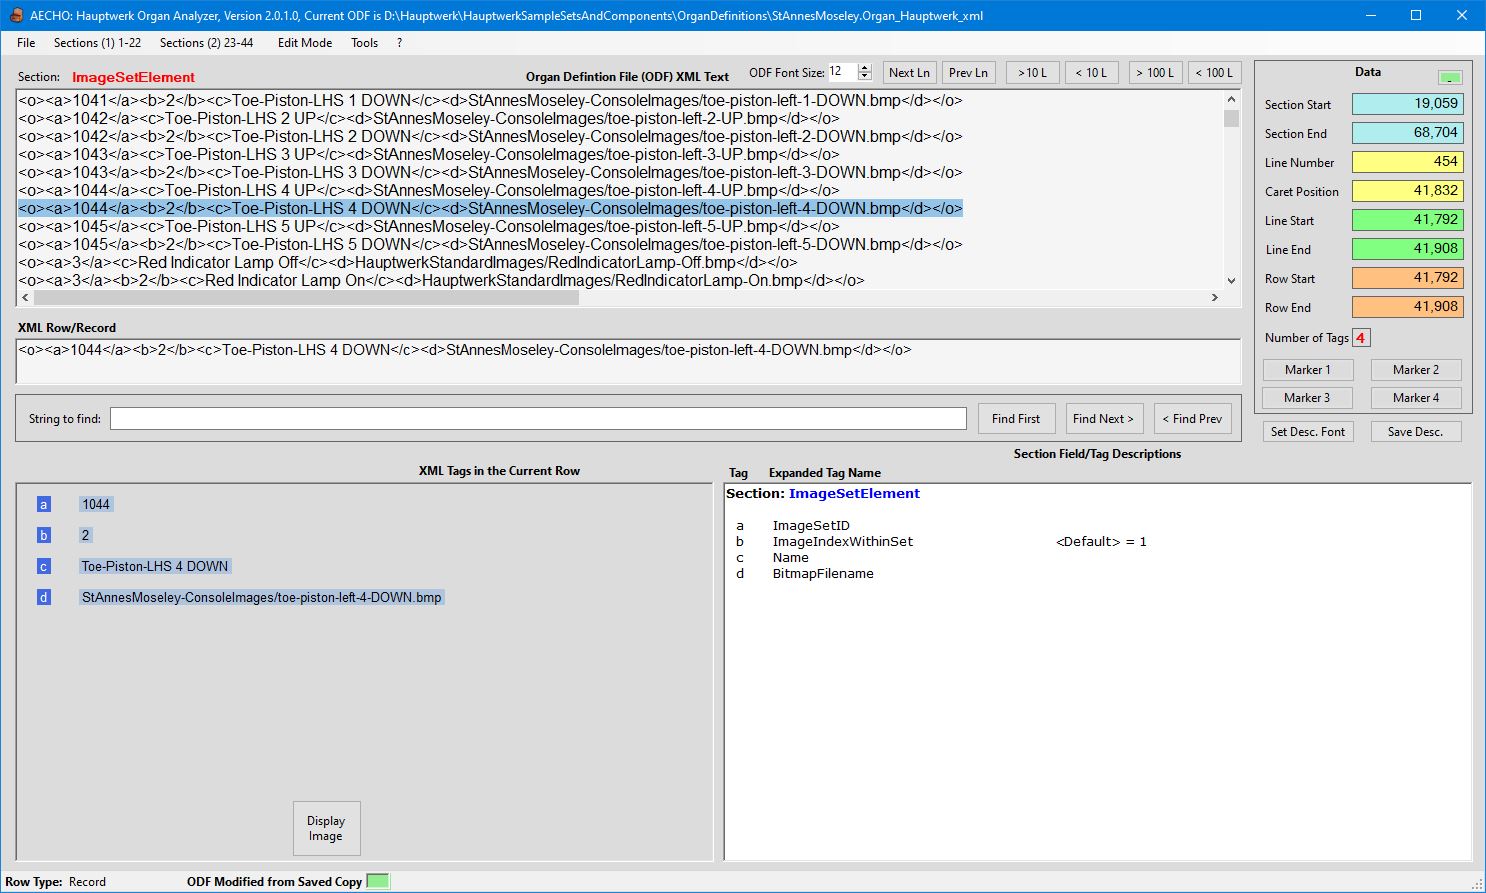 AECHO: Hauptwerk Organ Analyzer, Version 2.0.1.0, Current ODF is D:\Hauptwerk\HauptwerkSampleSetsAndComponents\OrganDefinitions\StAnnesMoseley.Organ_Hauptwerk_xml
File Sections (1) 1-22 Sections (2) 23-44 Edit Mode Tools ?
Section: ImageSetElement Organ Defintion File (ODF) XML Text ODF Font Size: 12 Next Ln Prev Ln >10 L < 10 L > 100 L < 100 L
<o><a>1041</a><b>2</b><c>Toe-Piston-LHS 1 DOWN</c><d>StAnnesMoseley-ConsoleImages/toe-piston-left-1-DOWN.bmp</d></o>
<o><a>1042</a><c>Toe-Piston-LHS 2 UP</c><d>StAnnesMoseley-ConsoleImages/toe-piston-left-2-UP.bmp</d></o>
<o><a>1042</a><b>2</b><c>Toe-Piston-LHS 2 DOWN</c><d>StAnnesMoseley-ConsoleImages/toe-piston-left-2-DOWN.bmp</d></o>
<o><a>1043</a><c>Toe-Piston-LHS 3 UP</c><d>StAnnesMoseley-ConsoleImages/toe-piston-left-3-UP.bmp</d></o>
<o><a>1043</a><b>2</b><c>Toe-Piston-LHS 3 DOWN</c><d>StAnnesMoseley-ConsoleImages/toe-piston-left-3-DOWN.bmp</d></o>
<o><a>1044</a><c>Toe-Piston-LHS 4 UP</c><d>StAnnesMoseley-ConsoleImages/toe-piston-left-4-UP.bmp</d></o>
<o><a>1044</a><b>2</b><c>Toe-Piston-LHS 4 DOWN</c><d>StAnnesMoseley-ConsoleImages/toe-piston-left-4-DOWN.bmp</d></o>
<o><a>1045</a><c>Toe-Piston-LHS 5 UP</c><d>StAnnesMoseley-ConsoleImages/toe-piston-left-5-UP.bmp</d></o>
<o><a>1045</a><b>2</b><c>Toe-Piston-LHS 5 DOWN</c><d>StAnnesMoseley-ConsoleImages/toe-piston-left-5-DOWN.bmp</d></o>
<o><a>3</a><c>Red Indicator Lamp Off</c><d>HauptwerkStandardImages/RedIndicatorLamp-Off.bmp</d></o>
<o><a>3</a><b>2</b><c>Red Indicator Lamp On</c><d>HauptwerkStandardImages/RedIndicatorLamp-On.bmp</d></o>
XML Row/Record
<o><a>1044</a><b>2</b><c>Toe-Piston-LHS 4 DOWN</c><d>StAnnesMoseley-ConsoleImages/toe-piston-left-4-DOWN.bmp</d></o>
String to find: Find First Find Next > < Find Prev
Data
Section Start 19,059
Section End 68,704
Line Number 454
Caret Position 41,832
Line Start 41,792
Line End 41,908
Row Start 41,792
Row End 41,908
Number of Tags 4
Marker 1 Marker 2
Marker 3 Marker 4
Set Desc. Font Save Desc.
XML Tags in the Current Row
a 1044
b 2
c Toe-Piston-LHS 4 DOWN
d StAnnesMoseley-ConsoleImages/toe-piston-left-4-DOWN.bmp
Display
Image
Section Field/Tag Descriptions
Tag Expanded Tag Name
Section: ImageSetElement
a ImageSetID
b ImageIndexWithinSet <Default> = 1
c Name
d BitmapFilename
Row Type: Record ODF Modified from Saved Copy